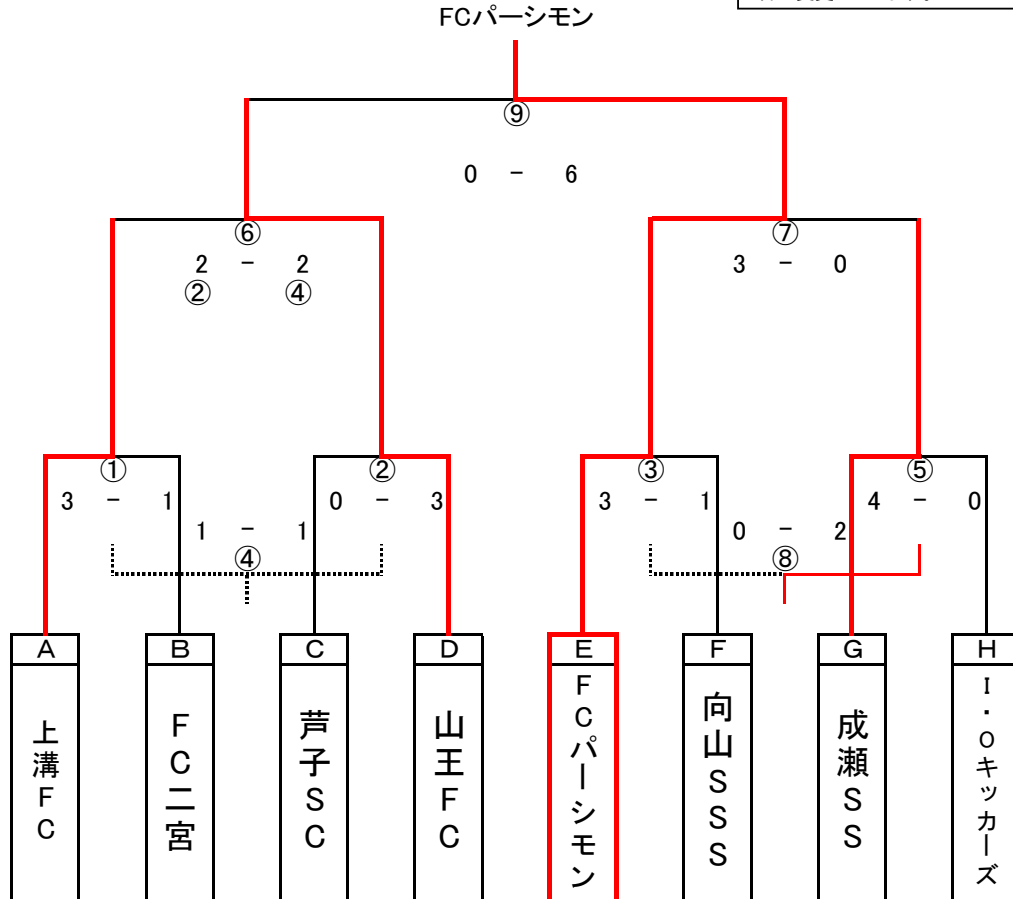 FCパーシモン
⑨
0 － 6
⑥
2 － 2
② ④
⑦
3 － 0
①
3 － 1
②
0 － 3
③
3 － 1
⑤
4 － 0
1 － 1
④
0 － 2
⑧
A
B
C
D
E
F
G
H
上溝FC
FC二宮
芦子SC
山王FC
FCパーシモン
向山SSS
成瀬SS
I・Oキッカーズ